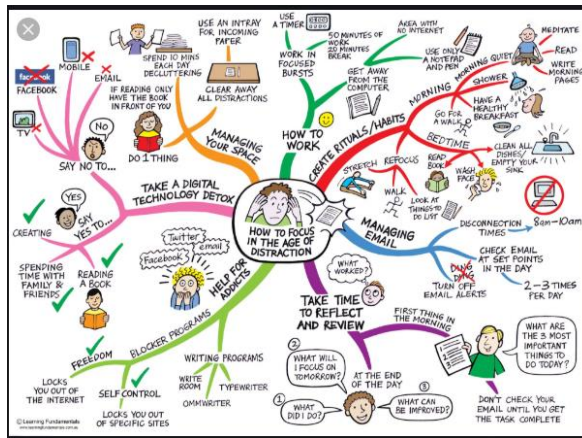 HOW TO FOCUS
IN THE AGE OF
DISTRACTION
HOW TO
WORK
USE
A TIMER
WORK IN
FOCUSED
BURSTS
50 MINUTES OF
WORK
20 MINUTES
BREAK
GET AWAY
FROM THE
COMPUTER
AREA WITH
NO INTERNET
USE ONLY
A NOTEPAD
AND PEN
CREATE RITUALS/HABITS
MORNING
MORNING QUIET
MEDITATE
READ
WRITE
MORNING
PAGES
SHOWER
HAVE A
HEALTHY
BREAKFAST
GO FOR
A WALK
BEDTIME
CLEAN ALL
DISHES/
EMPTY YOUR
SINK
READ
BOOK
WASH
FACE
REFOCUS
STRETCH
WALK
LOOK AT
THINGS TO
DO LIST
MANAGING
EMAIL
DISCONNECTION
TIMES
8am-10am
CHECK EMAIL
AT SET POINTS
IN THE DAY
2-3 TIMES
PER DAY
DING
DING
TURN OFF
EMAIL ALERTS
TAKE TIME
TO REFLECT
AND REVIEW
WHAT
WORKED?
FIRST THING IN
THE MORNING
1
2
3
WHAT ARE
THE 3 MOST
IMPORTANT
THINGS TO
DO TODAY?
DON'T CHECK
YOUR EMAIL
UNTIL YOU GET
THE TASK COMPLETE
AT THE END
OF THE DAY
1
WHAT
DID I DO?
2
WHAT WILL
I FOCUS ON
TOMORROW?
3
WHAT CAN
BE IMPROVED?
HELP FOR
ADDICTS
Twitter
Facebook
email
BLOCKER PROGRAMS
FREEDOM
LOCKS YOU OUT
OF THE INTERNET
SELF CONTROL
LOCKS YOU OUT
OF SPECIFIC SITES
WRITING PROGRAMS
WRITE
ROOM
OMMWRITER
TYPEWRITER
TAKE A DIGITAL
TECHNOLOGY DETOX
SAY
YES TO...
YES
CREATING
SPENDING
TIME WITH
FAMILY &
FRIENDS
READING
A BOOK
SAY NO TO...
NO
TV
facebook
FACEBOOK
MOBILE
EMAIL
MANAGING
YOUR SPACE
DO 1 THING
IF READING ONLY
HAVE THE BOOK
IN FRONT OF YOU
SPEND 10 MINS
EACH DAY
DECLUTTERING
CLEAR AWAY
ALL DISTRACTIONS
USE AN INTRAY
FOR INCOMING
PAPER
© Learning Fundamentals
www.learningfundamentals.com.au